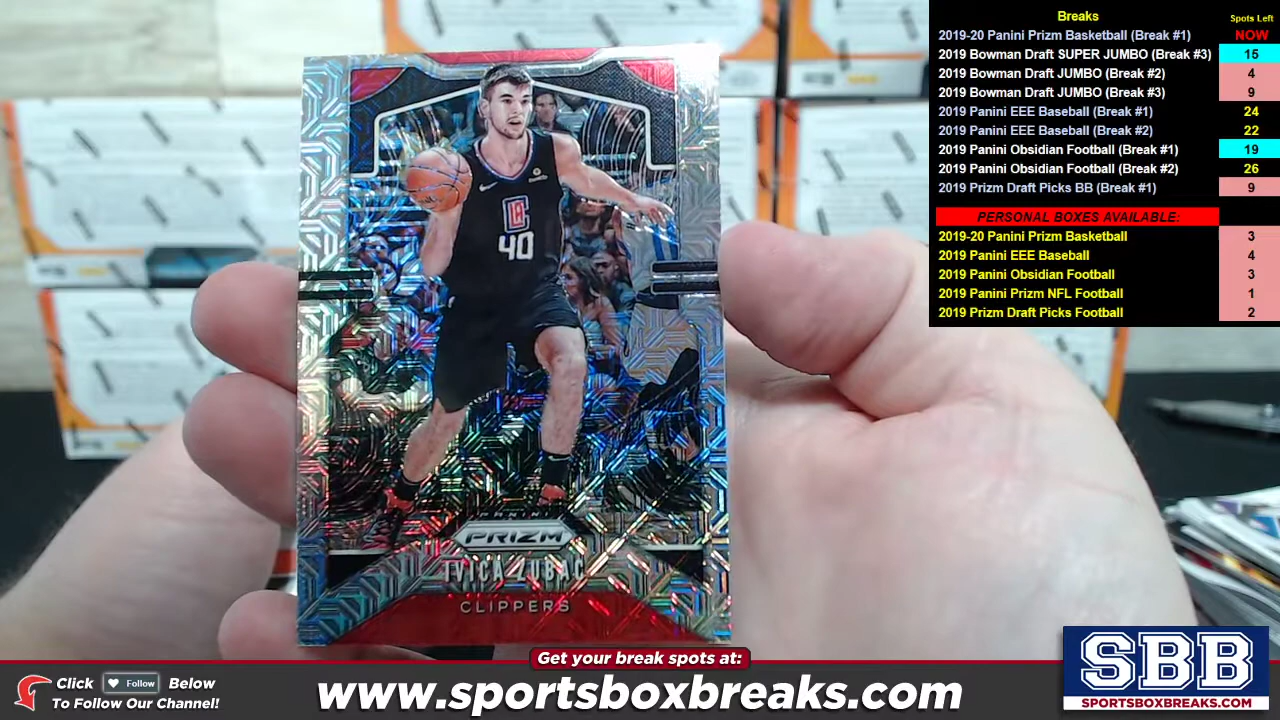 Breaks Spots Left
2019-20 Panini Prizm Basketball (Break #1) NOW
2019 Bowman Draft SUPER JUMBO (Break #3) 15
2019 Bowman Draft JUMBO (Break #2) 4
2019 Bowman Draft JUMBO (Break #3) 9
2019 Panini EEE Baseball (Break #1) 24
2019 Panini EEE Baseball (Break #2) 22
2019 Panini Obsidian Football (Break #1) 19
2019 Panini Obsidian Football (Break #2) 26
2019 Prizm Draft Picks BB (Break #1) 9
PERSONAL BOXES AVAILABLE:
2019-20 Panini Prizm Basketball 3
2019 Panini EEE Baseball 4
2019 Panini Obsidian Football 3
2019 Panini Prizm NFL Football 1
2019 Prizm Draft Picks Football 2
40
PANINI
PRIZM
IVICA ZUBAC
CLIPPERS
Get your break spots at:
Click Follow Below
To Follow Our Channel!
www.sportsboxbreaks.com
SBB
SPORTSBOXBREAKS.COM